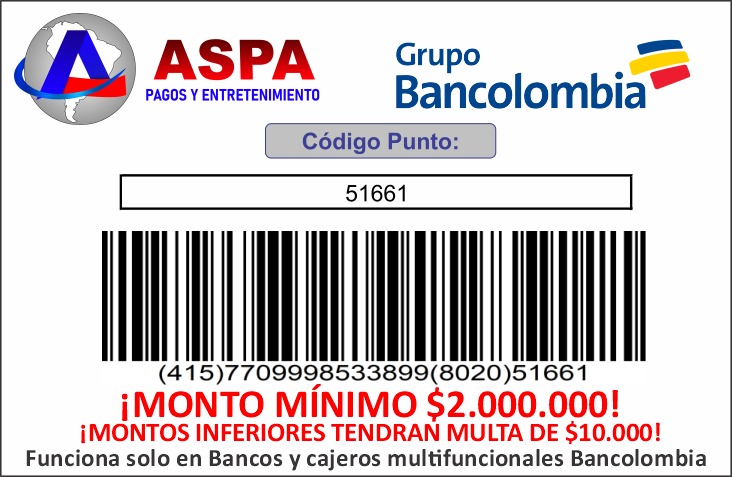 ASPA
PAGOS Y ENTRETENIMIENTO
Grupo
Bancolombia
Código Punto:
51661
(415)7709998533899(8020)51661
¡MONTO MÍNIMO $2.000.000!
¡MONTOS INFERIORES TENDRAN MULTA DE $10.000!
Funciona solo en Bancos y cajeros multifuncionales Bancolombia